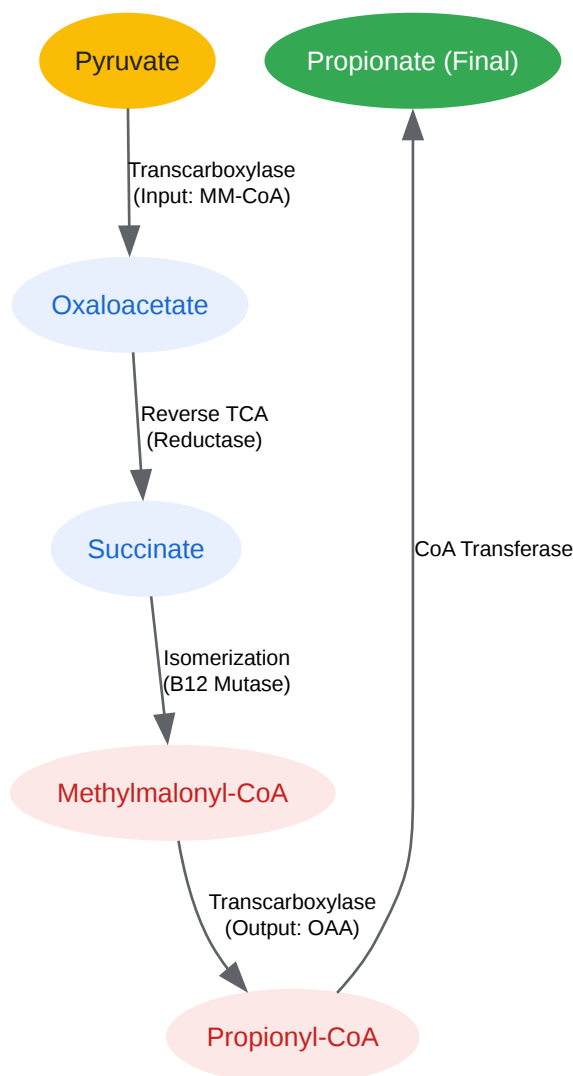 Pyruvate
Propionate (Final)
Transcarboxylase
(Input: MM-CoA)
Oxaloacetate
Reverse TCA
(Reductase)
Succinate
CoA Transferase
Isomerization
(B12 Mutase)
Methylmalonyl-CoA
Transcarboxylase
(Output: OAA)
Propionyl-CoA